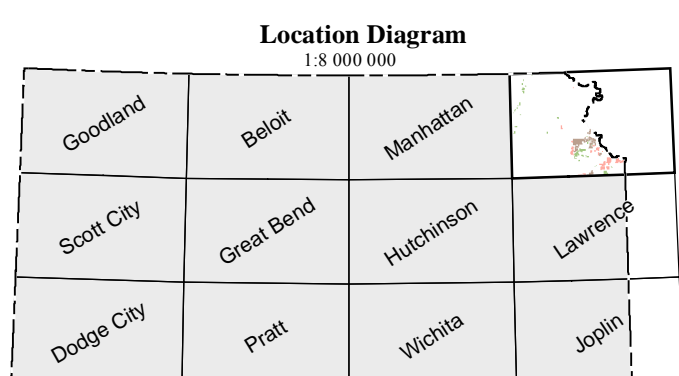 Location Diagram
1:8 000 000
Goodland
Beloit
Manhattan
Scott City
Great Bend
Hutchinson
Lawrence
Dodge City
Pratt
Wichita
Joplin